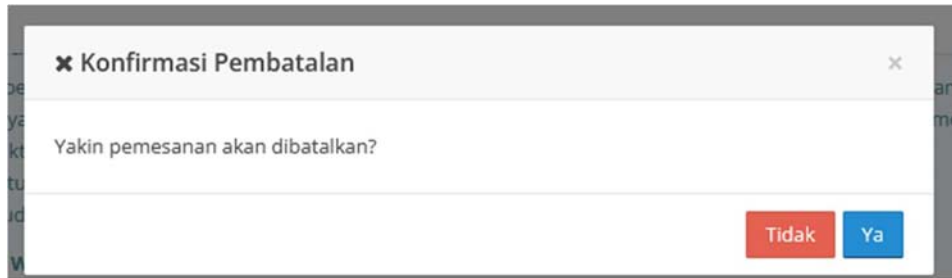 Konfirmasi Pembatalan
Yakin pemesanan akan dibatalkan?
Tidak
Ya